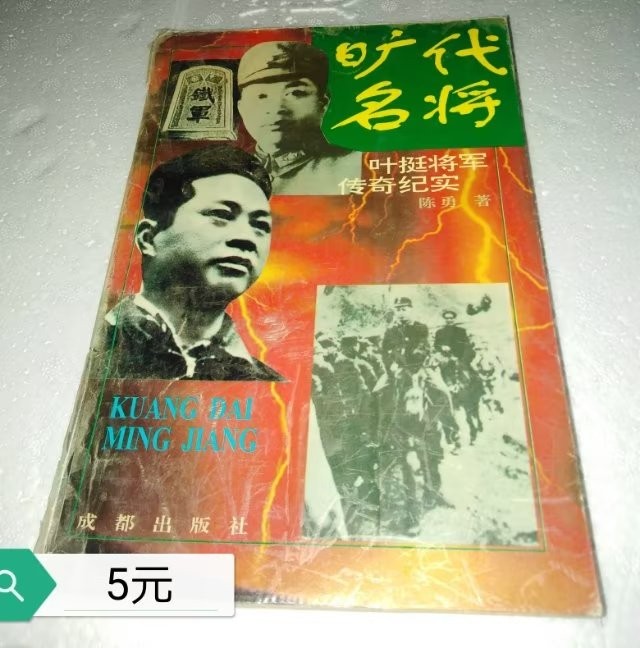 旷代
名将
鐵
軍
叶挺将军
传奇纪实
陈勇 著
KUANG DAI
MING JIANG
成都出版社
5元